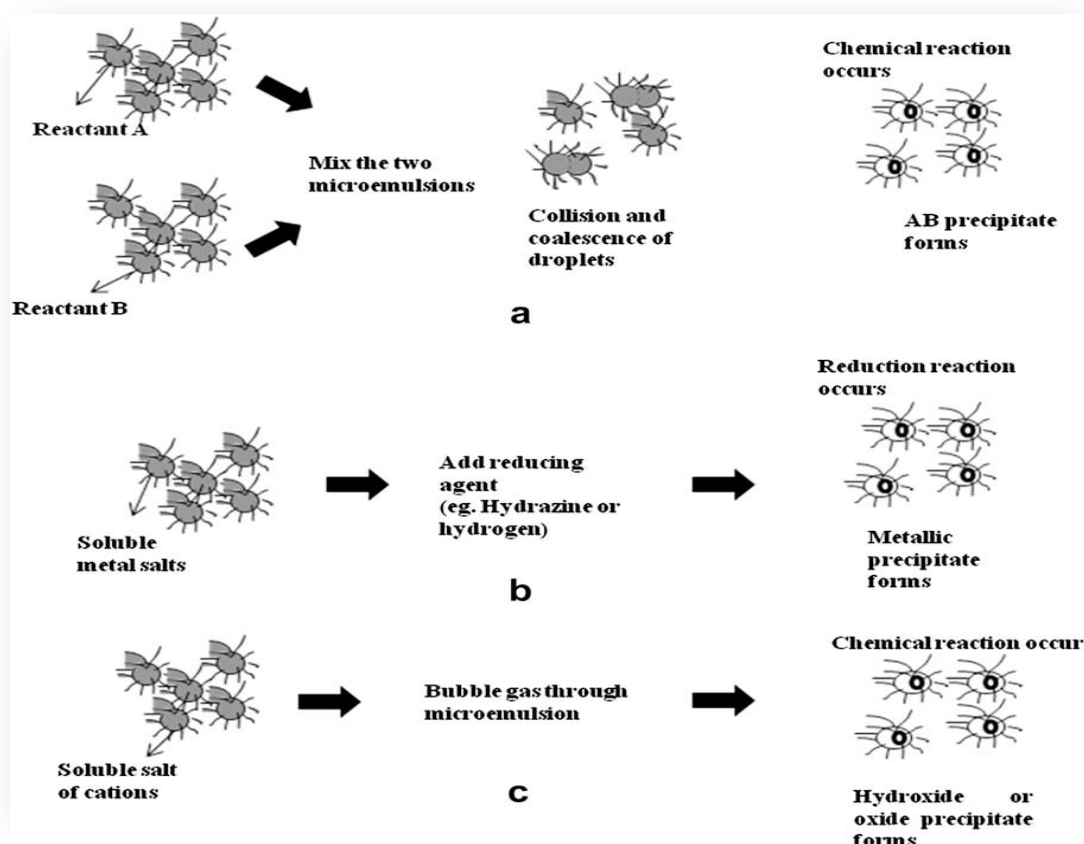 Reactant A
Reactant B
Mix the two
microemulsions
Collision and
coalescence of
droplets
Chemical reaction
occurs
AB precipitate
forms
a
Soluble
metal salts
Add reducing
agent
(eg. Hydrazine or
hydrogen)
Reduction reaction
occurs
Metallic
precipitate
forms
b
Soluble salt
of cations
Bubble gas through
microemulsion
Chemical reaction occur
Hydroxide or
oxide precipitate
forms
c